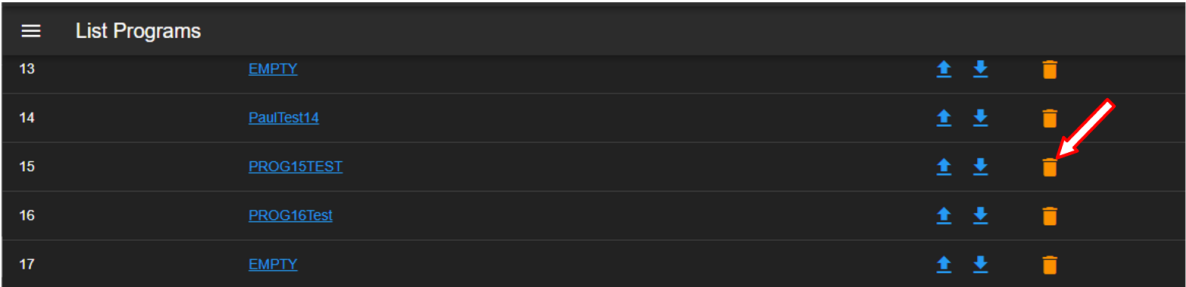 List Programs
13 EMPTY
14 PaulTest14
15 PROG15TEST
16 PROG16Test
17 EMPTY